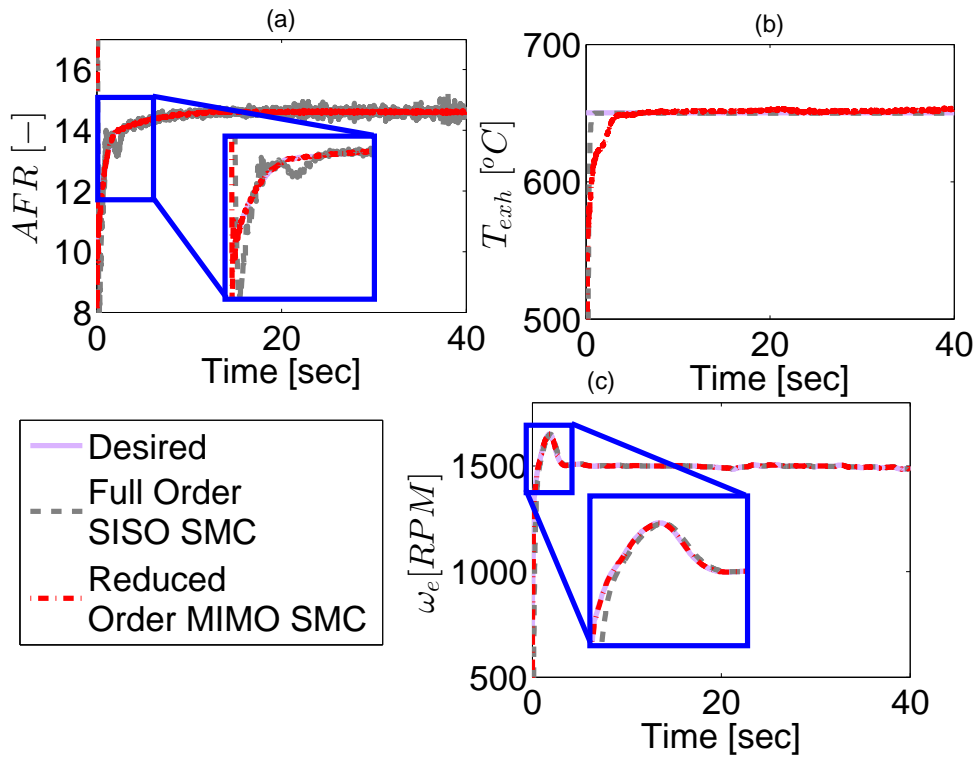 (a)
16
14
12
10
8
AFR [−]
0
20
40
Time [sec]
(b)
700
600
500
T_exh [°C]
0
20
40
Time [sec]
Desired
Full Order
SISO SMC
Reduced
Order MIMO SMC
(c)
1500
1000
500
ω_e[RPM]
0
20
40
Time [sec]